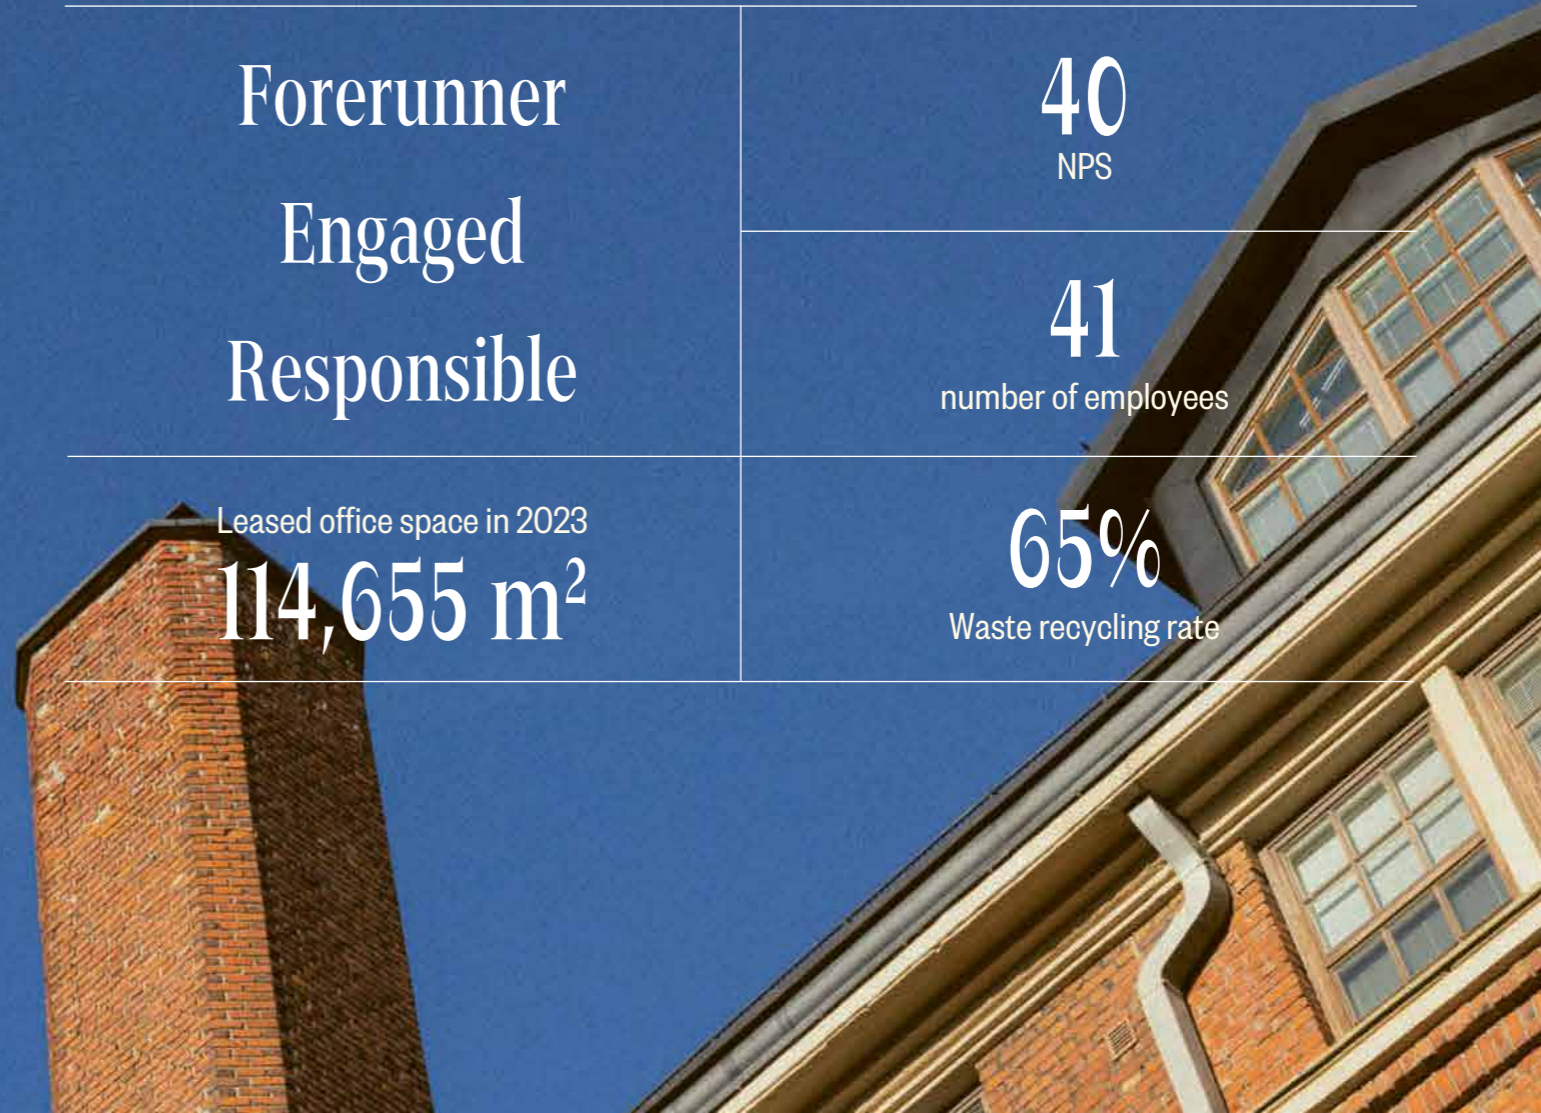 Forerunner
Engaged
Responsible
40
NPS
41
number of employees
Leased office space in 2023
114,655 m²
65%
Waste recycling rate